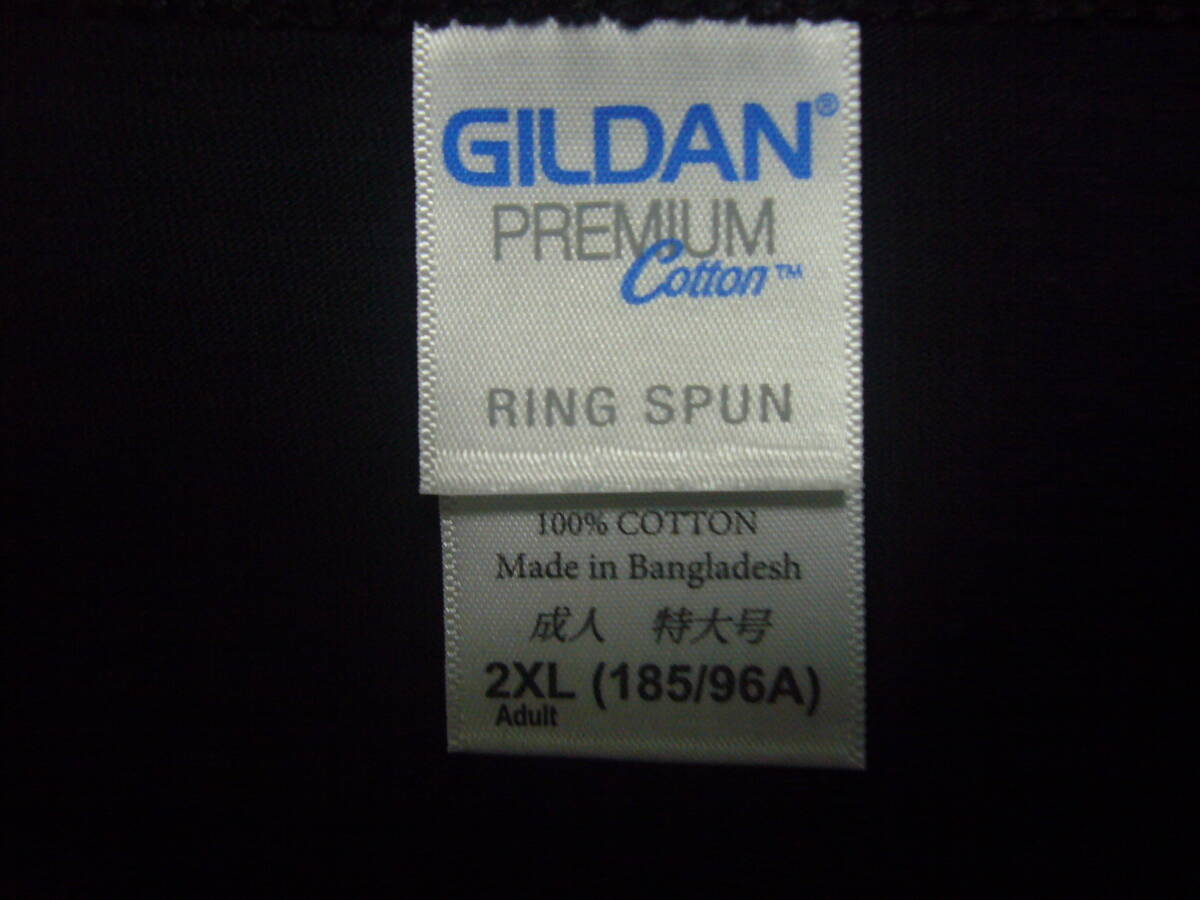 GILDAN®
PREMIUM
Cotton™
RING SPUN
100% COTTON
Made in Bangladesh
成人 特大号
2XL (185/96A)
Adult